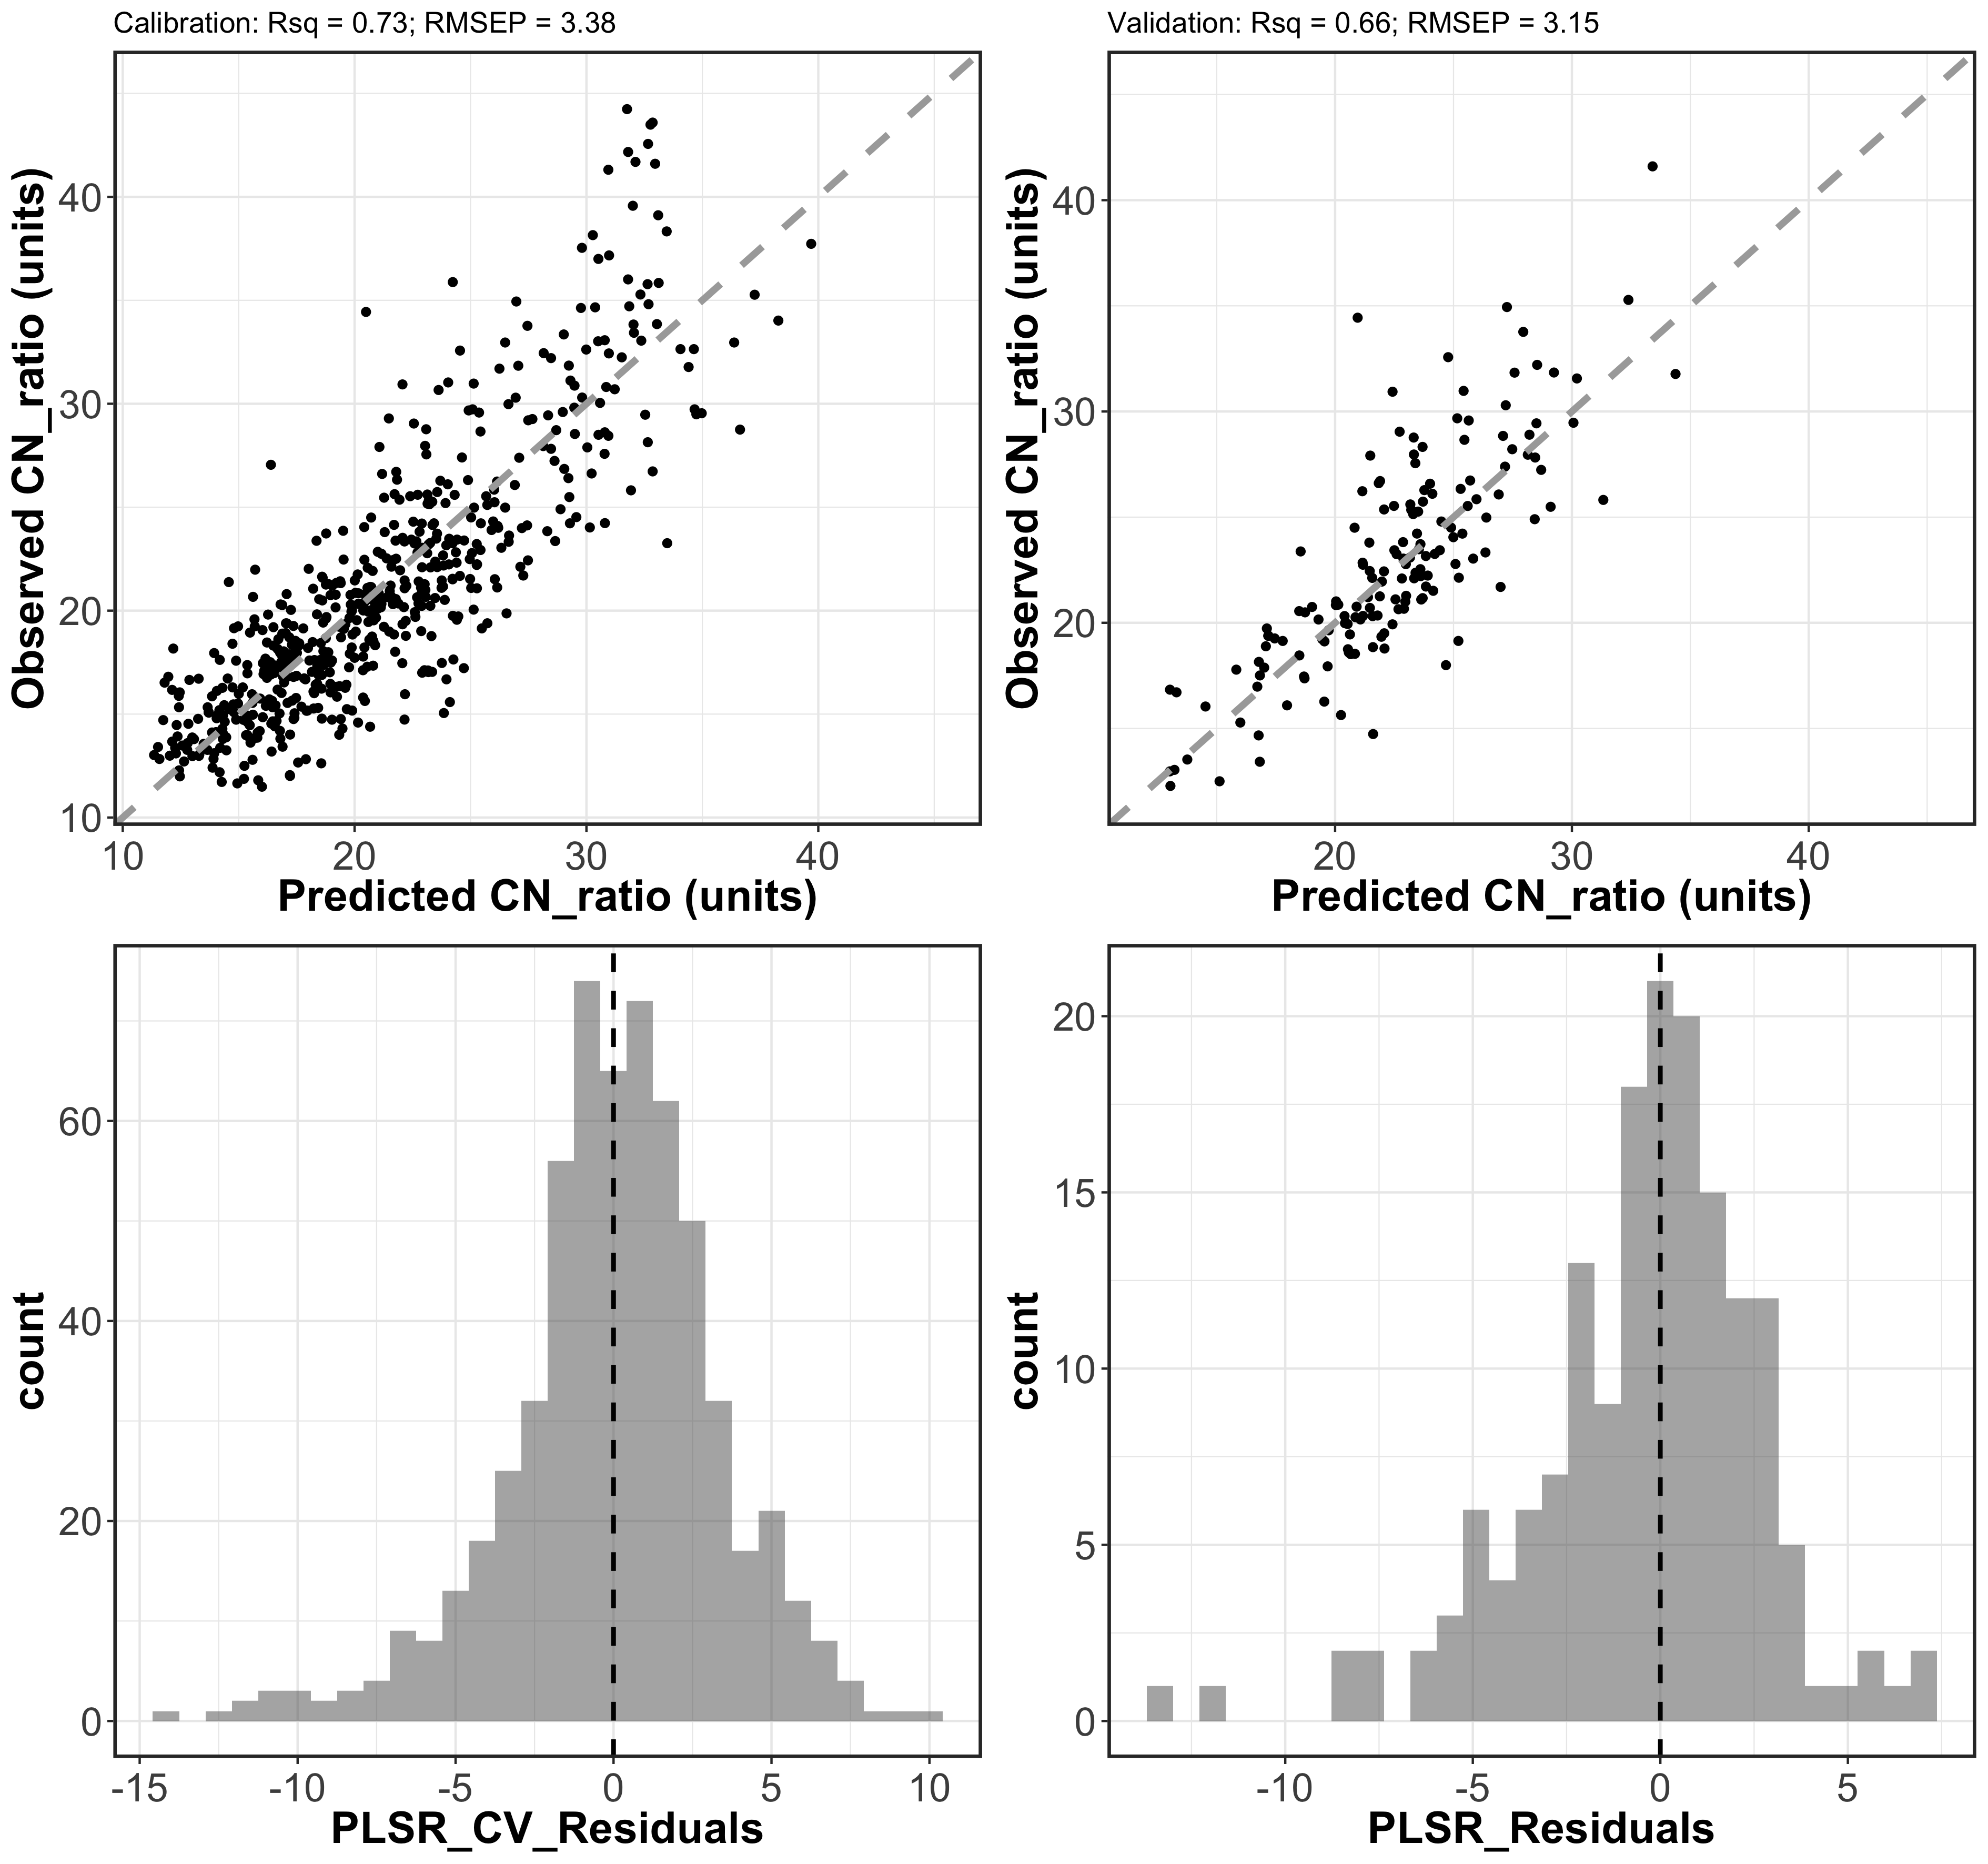 Calibration: Rsq = 0.73; RMSEP = 3.38
Observed CN_ratio (units)
40
30
20
10
10 20 30 40
Predicted CN_ratio (units)
Validation: Rsq = 0.66; RMSEP = 3.15
Observed CN_ratio (units)
40
30
20
20 30 40
Predicted CN_ratio (units)
count
60
40
20
0
-15 -10 -5 0 5 10
PLSR_CV_Residuals
count
20
15
10
5
0
-10 -5 0 5
PLSR_Residuals